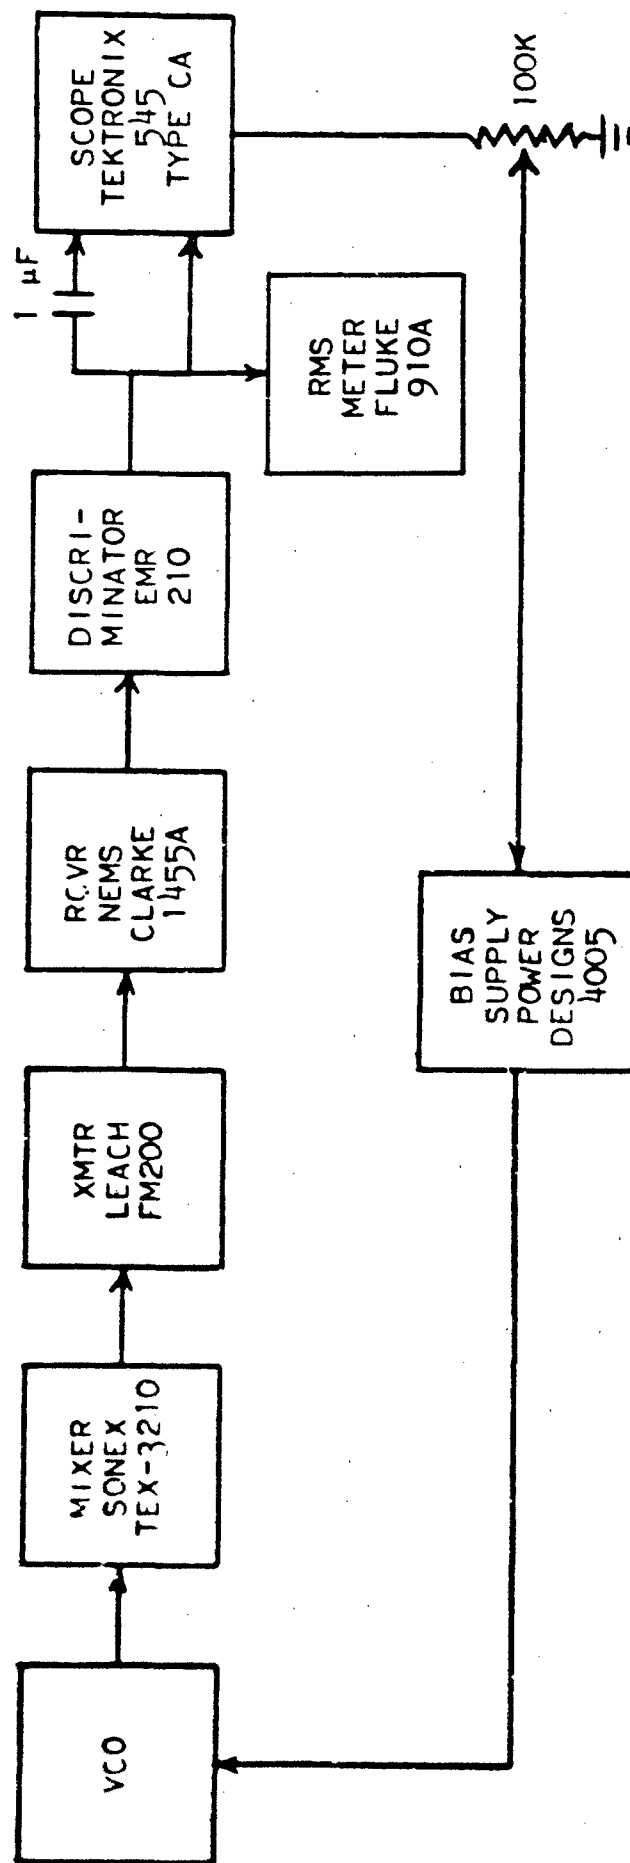 VCO
MIXER
SONEX
TEX-3210
XMTR
LEACH
FM200
RCVR
NEMS
CLARKE
1455A
DISCRI-
MINATOR
EMR
210
1 µF
SCOPE
TEKTRONIX
545
TYPE CA
RMS
METER
FLUKE
910A
BIAS
SUPPLY
POWER
DESIGNS
4005
100K